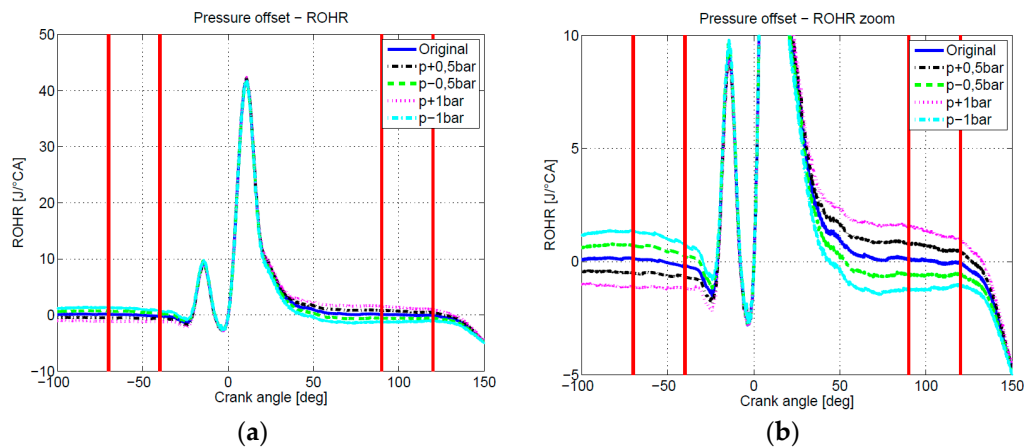 Pressure offset − ROHR
50
40
30
20
10
0
−10
ROHR [J/°CA]
−100
−50
0
50
100
150
Crank angle [deg]
Original
p+0,5bar
p−0,5bar
p+1bar
p−1bar
(a)
Pressure offset − ROHR zoom
10
5
0
−5
ROHR [J/°CA]
−100
−50
0
50
100
150
Crank angle [deg]
Original
p+0,5bar
p−0,5bar
p+1bar
p−1bar
(b)